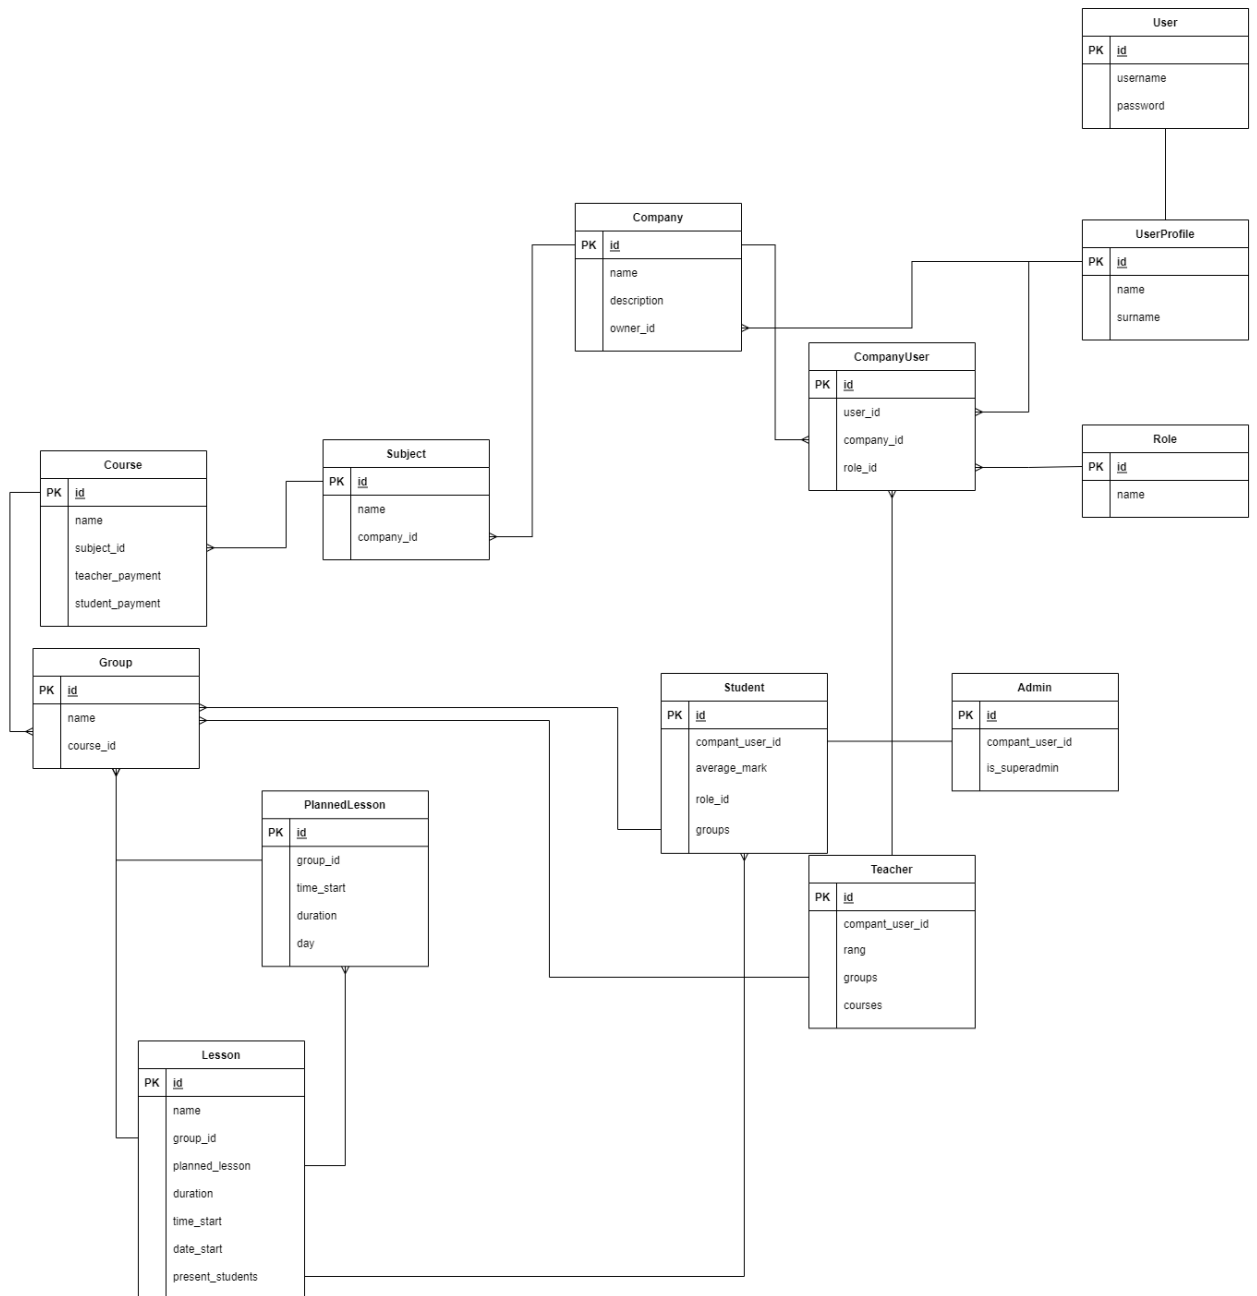 User
PK id
username
password
Company
PK id
name
description
owner_id
UserProfile
PK id
name
surname
CompanyUser
PK id
user_id
company_id
role_id
Role
PK id
name
Subject
PK id
name
company_id
Course
PK id
name
subject_id
teacher_payment
student_payment
Group
PK id
name
course_id
Student
PK id
compant_user_id
average_mark
role_id
groups
Admin
PK id
compant_user_id
is_superadmin
PlannedLesson
PK id
group_id
time_start
duration
day
Teacher
PK id
compant_user_id
rang
groups
courses
Lesson
PK id
name
group_id
planned_lesson
duration
time_start
date_start
present_students